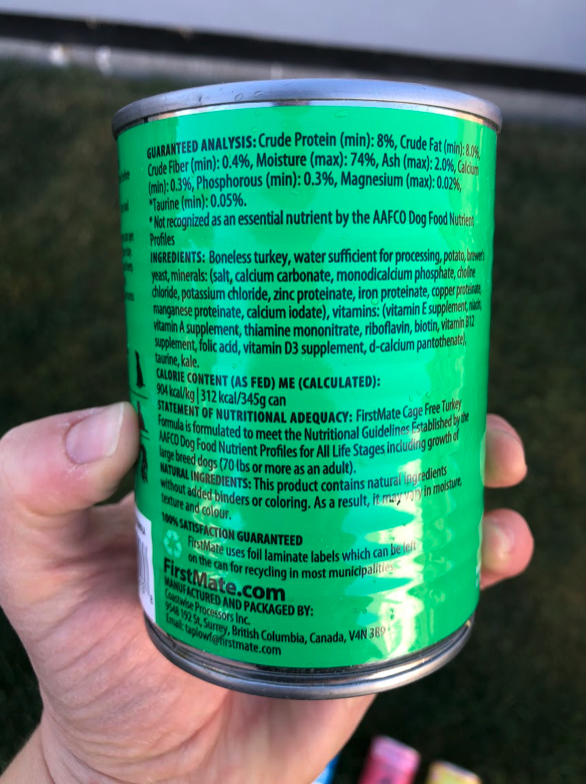 GUARANTEED ANALYSIS: Crude Protein (min): 8%, Crude Fat (min): 8.0%,
Crude Fiber (min): 0.4%, Moisture (max): 74%, Ash (max): 2.0%, Calcium
(min): 0.3%, Phosphorous (min): 0.3%, Magnesium (max): 0.02%,
*Taurine (min): 0.05%.
* Not recognized as an essential nutrient by the AAFCO Dog Food Nutrient
Profiles
INGREDIENTS: Boneless turkey, water sufficient for processing, potato, brewer's
yeast, minerals: (salt, calcium carbonate, monodicalcium phosphate, choline
chloride, potassium chloride, zinc proteinate, iron proteinate, copper proteinate,
manganese proteinate, calcium iodate), vitamins: (vitamin E supplement, niacin,
vitamin A supplement, thiamine mononitrate, riboflavin, biotin, vitamin B12
supplement, folic acid, vitamin D3 supplement, d-calcium pantothenate),
taurine, kale.
CALORIE CONTENT (AS FED) ME (CALCULATED):
904 kcal/kg | 312 kcal/345g can
STATEMENT OF NUTRITIONAL ADEQUACY: FirstMate Cage Free Turkey
Formula is formulated to meet the Nutritional Guidelines Established by the
AAFCO Dog Food Nutrient Profiles for All Life Stages including growth of
large breed dogs (70 lbs or more as an adult).
NATURAL INGREDIENTS: This product contains natural ingredients
without added binders or coloring. As a result, it may vary in moisture,
texture and colour.
100% SATISFACTION GUARANTEED
FirstMate uses foil laminate labels which can be left
on the can for recycling in most municipalities
FirstMate.com
MANUFACTURED AND PACKAGED BY:
Coastwise Processors Inc.
9548 192 St, Surrey, British Columbia, Canada, V4N 3R9
Email: taplowf@firstmate.com